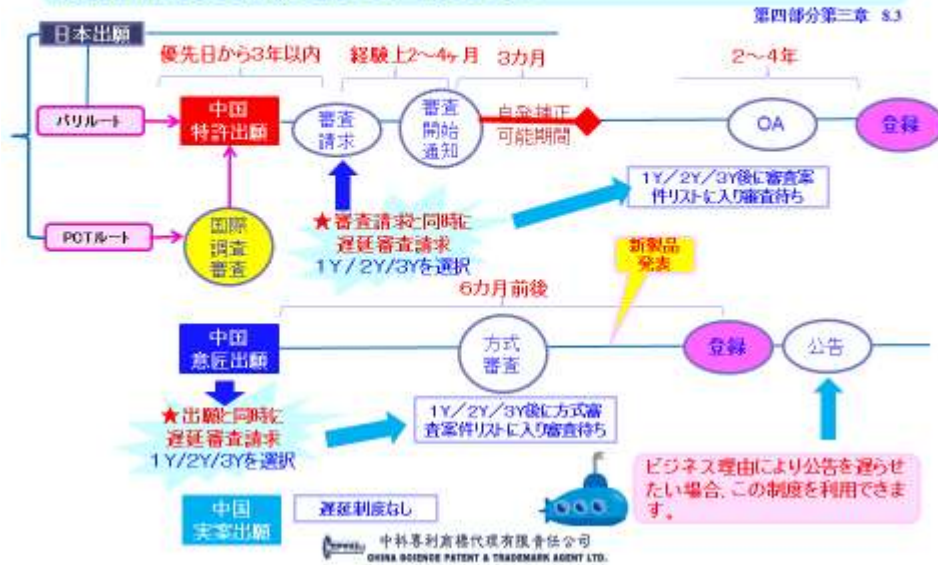 第四部分第三章 8.3
日本出願
優先日から3年以内
経験上2～4ヶ月
3カ月
2～4年
パリルート
中国
特許出願
審査
請求
審査
開始
通知
自発補正
可能期間
OA
登録
1Y/2Y/3Y後に審査案
件リストに入り審査待ち
★審査請求と同時に
遅延審査請求
1Y/2Y/3Yを選択
PCTルート
国際
調査
審査
新製品
発表
6カ月前後
中国
意匠出願
方式
審査
登録
公告
★出願と同時に
遅延審査請求
1Y/2Y/3Yを選択
1Y/2Y/3Y後に方式審
査案件リストに入り審査待ち
ビジネス理由により公告を遅らせ
たい場合、この制度を利用できま
す。
中国
実案出願
遅延制度なし
中科専利商標代理有限責任公司
CHINA SCIENCE PATENT & TRADEMARK AGENT LTD.